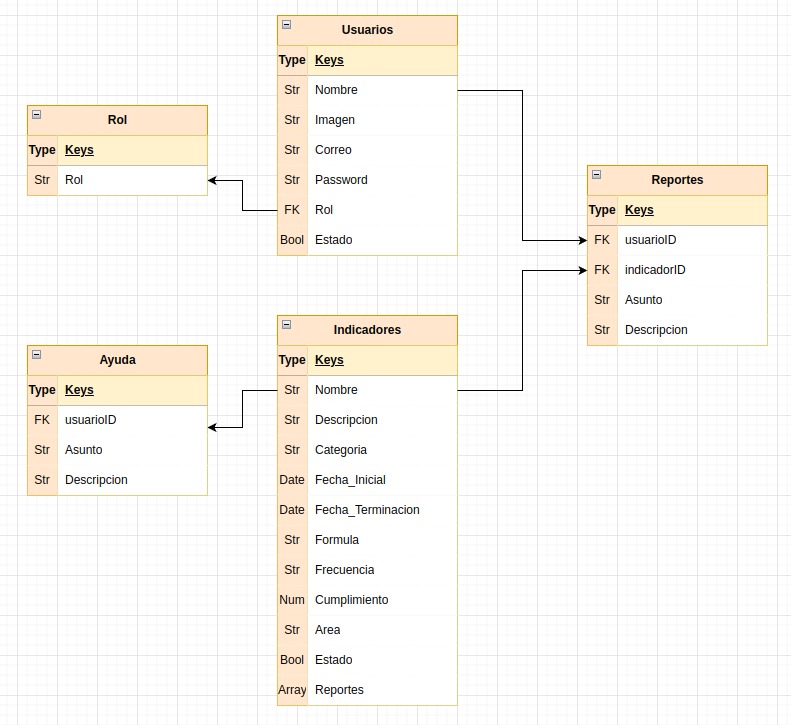 Usuarios
Type Keys
Str Nombre
Str Imagen
Str Correo
Str Password
FK Rol
Bool Estado
Rol
Type Keys
Str Rol
Reportes
Type Keys
FK usuarioID
FK indicadorID
Str Asunto
Str Descripcion
Indicadores
Type Keys
Str Nombre
Str Descripcion
Str Categoria
Date Fecha_Inicial
Date Fecha_Terminacion
Str Formula
Str Frecuencia
Num Cumplimiento
Str Area
Bool Estado
Array Reportes
Ayuda
Type Keys
FK usuarioID
Str Asunto
Str Descripcion